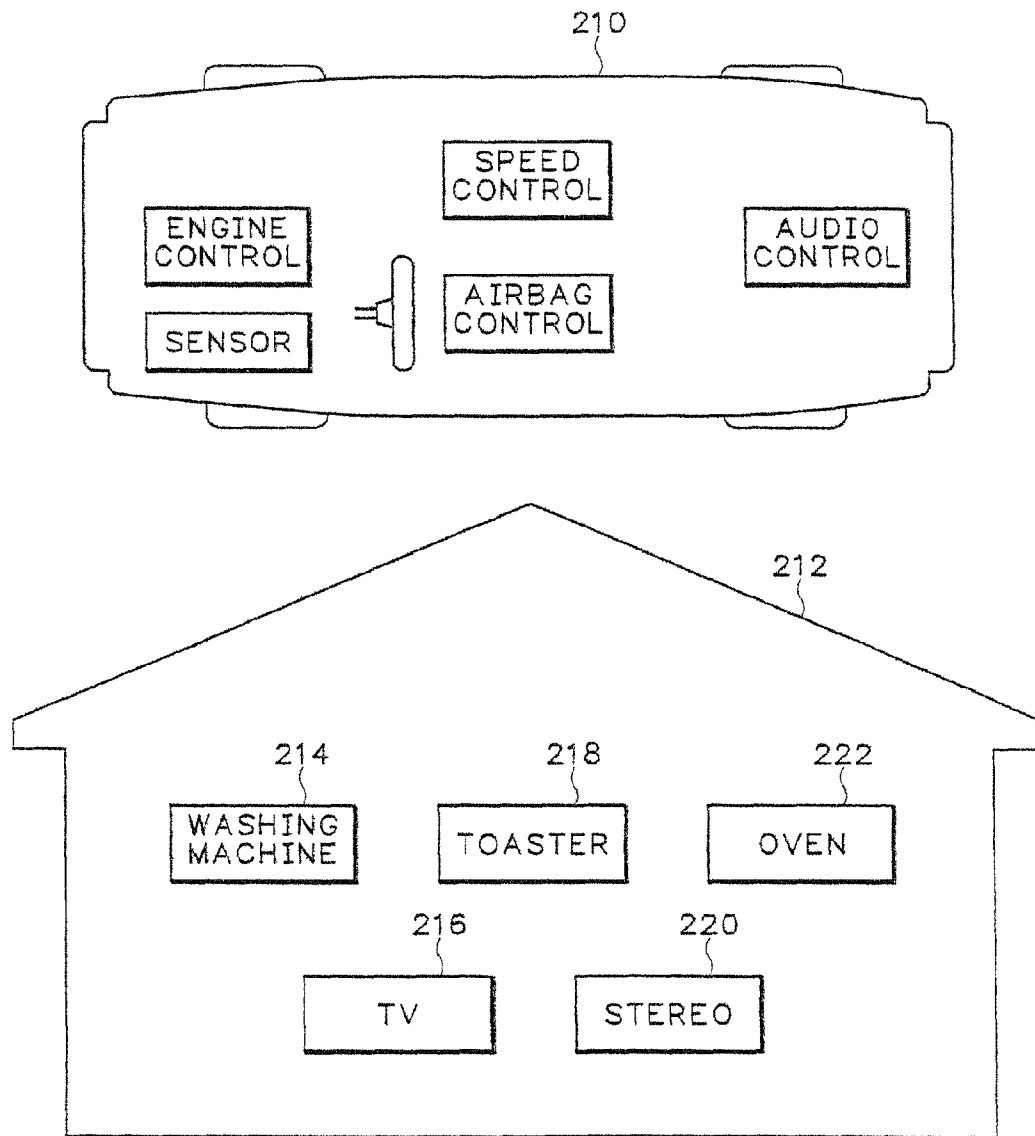 210
SPEED
CONTROL
ENGINE
CONTROL
AUDIO
CONTROL
AIRBAG
CONTROL
SENSOR
212
214
218
222
WASHING
MACHINE
TOASTER
OVEN
216
220
TV
STEREO